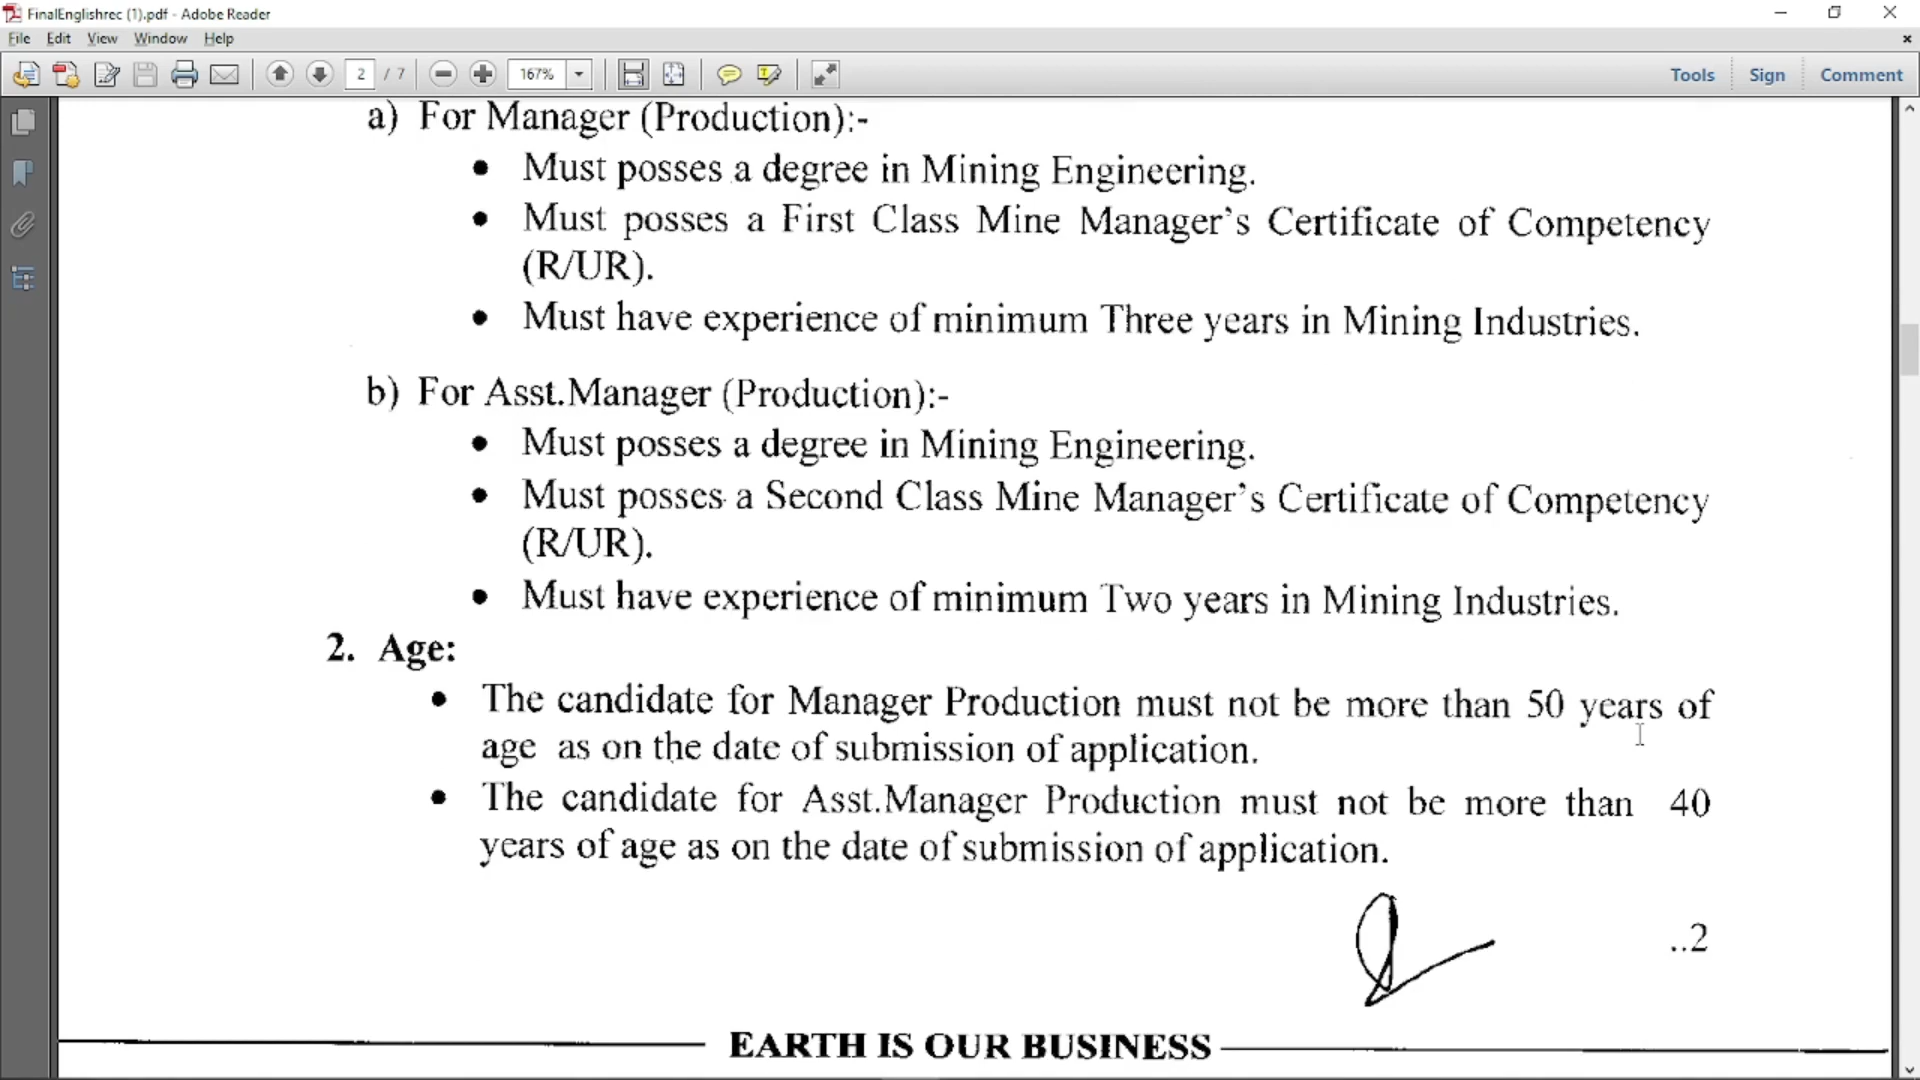 FinalEnglishrec (1).pdf - Adobe Reader
File Edit View Window Help
2 / 7 167% Tools Sign Comment
a) For Manager (Production):-
• Must posses a degree in Mining Engineering.
• Must posses a First Class Mine Manager's Certificate of Competency
(R/UR).
• Must have experience of minimum Three years in Mining Industries.
b) For Asst.Manager (Production):-
• Must posses a degree in Mining Engineering.
• Must posses a Second Class Mine Manager's Certificate of Competency
(R/UR).
• Must have experience of minimum Two years in Mining Industries.
2. Age:
• The candidate for Manager Production must not be more than 50 years of
age as on the date of submission of application.
• The candidate for Asst.Manager Production must not be more than 40
years of age as on the date of submission of application.
..2
EARTH IS OUR BUSINESS